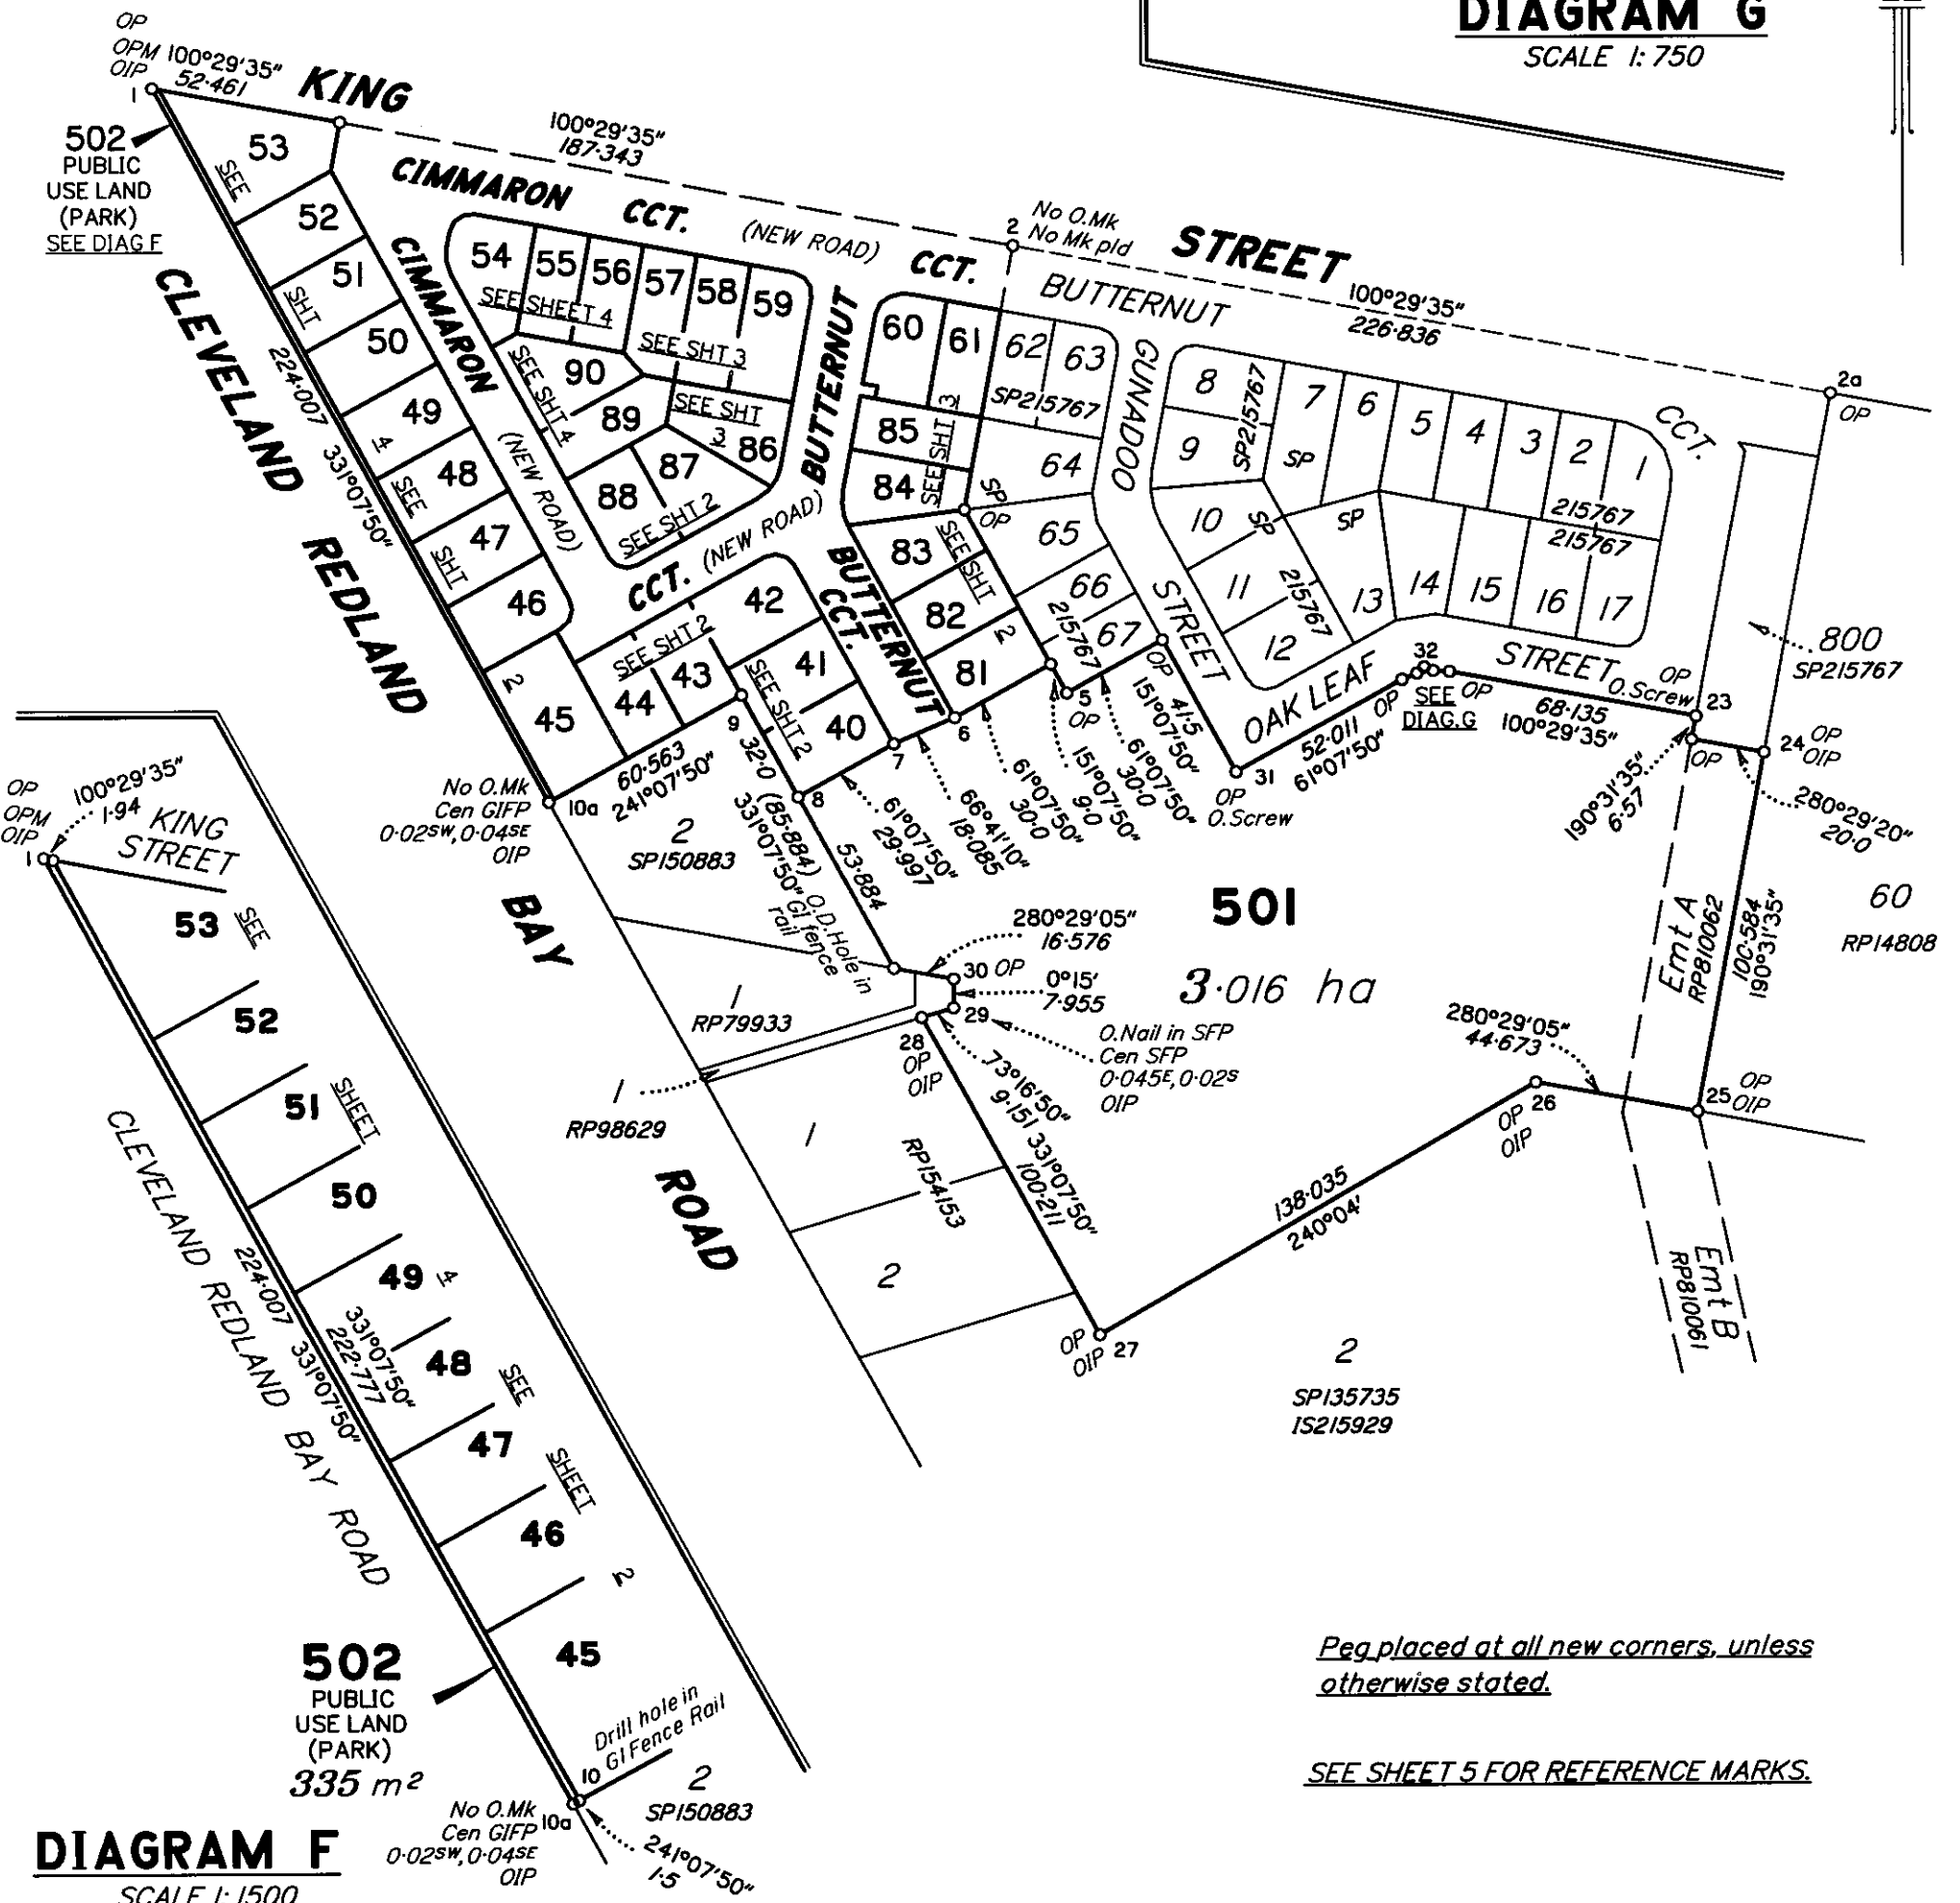 DIAGRAM G
SCALE 1:750
OP
OPM
OIP
1
100°29'35"
52·461
KING
100°29'35"
187·343
2
No O.Mk
No Mk pld
STREET
100°29'35"
226·836
2a
OP
502
PUBLIC
USE LAND
(PARK)
SEE DIAG F
53
SEE
52
51
SHT
50
49
4
48
SEE
47
SHT
46
45
2
CIMMARON CCT. (NEW ROAD) CCT.
BUTTERNUT
CCT.
CIMMARON
(NEW ROAD)
54
55
56
57
58
59
SEE SHEET 4
SEE SHT 3
90
SEE SHT 4
89
SEE SHT
3
86
87
88
SEE SHT 2
BUTTERNUT
60
61
3
62
63
SP215767
85
SEE SHT
84
SEE
64
SP
OP
65
83
SEE SHT
82
2
66
215767
67
81
GUNADOO
STREET
8
SP215767
7
6
5
4
3
2
1
9
SP
10
SP
SP
215767
215767
11
215767
12
13
14
15
16
17
CCT. (NEW ROAD)
BUTTERNUT
CCT.
42
SEE SHT 2
43
44
41
SEE SHT 2
40
CLEVELAND REDLAND BAY ROAD
224·007 331°07'50"
OAK LEAF STREET
32
SEE
DIAG.G
OP
OP
68·135
100°29'35"
OP
O.Screw
23
800
SP215767
24
OP
OIP
OP
190°31'35"
6·57
280°29'20"
20·0
52·011
61°07'50"
31
OP
O.Screw
OP
41·5
151°07'50"
61°07'50"
30·0
5
OP
151°07'50"
9·0
6
61°07'50"
30·0
7
66°41'10"
18·085
8
61°07'50"
29·997
9
32·0 (85·884)
331°07'50"
53·884
GI fence
rail
O.D.Hole in
60·563
241°07'50"
10a
No O.Mk
Cen GIFP
0·02SW,0·04SE
OIP
2
SP150883
501
3·016 ha
280°29'05"
16·576
30 OP
0°15'
7·955
29
O.Nail in SFP
Cen SFP
0·045E,0·02S
OIP
28
OP
OIP
73°16'50"
9·151
331°07'50"
100·211
1
RP79933
1
RP98629
1
RP154153
2
Emt A
RP810062
100·584
190°31'35"
60
RP14808
280°29'05"
44·673
25
OP
OIP
26
OP
OIP
138·035
240°04'
27
OP
OIP
Emt B
RP810061
2
SP135735
IS215929
OP
OPM
OIP
1
100°29'35"
1·94
KING
STREET
53
SEE
52
51
SHEET
50
49
4
48
SEE
47
SHEET
46
2
45
CLEVELAND REDLAND BAY ROAD
224·007 331°07'50"
331°07'50"
222·777
502
PUBLIC
USE LAND
(PARK)
335 m²
Drill hole in
GI Fence Rail
10
10a
No O.Mk
Cen GIFP
0·02SW,0·04SE
OIP
2
SP150883
241°07'50"
1·5
DIAGRAM F
SCALE 1:1500
Peg placed at all new corners, unless
otherwise stated.
SEE SHEET 5 FOR REFERENCE MARKS.